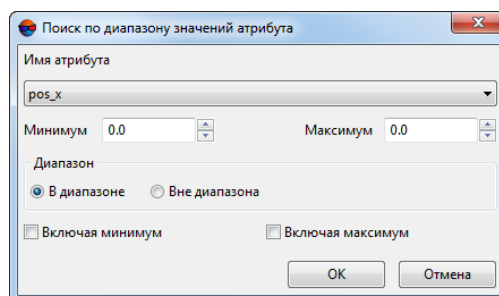 Поиск по диапазону значений атрибута
Имя атрибута
pos_x
Минимум 0.0 Максимум 0.0
Диапазон
В диапазоне Вне диапазона
Включая минимум Включая максимум
OK Отмена